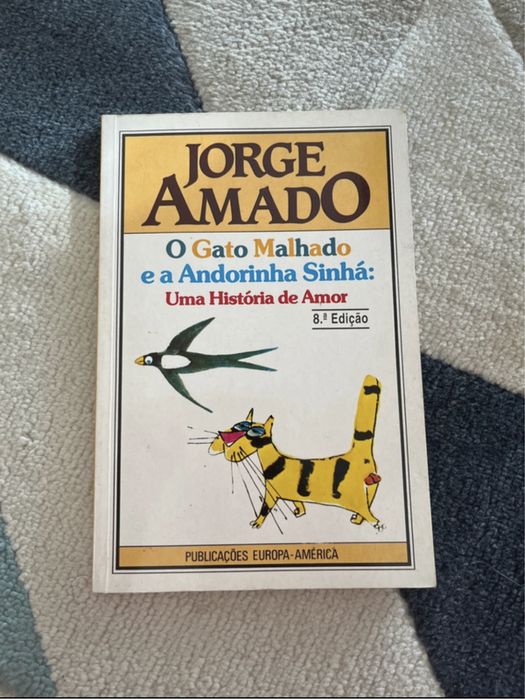 JORGE
AMADO
O Gato Malhado
e a Andorinha Sinhá:
Uma História de Amor
8.ª Edição
PUBLICAÇÕES EUROPA-AMÉRICA